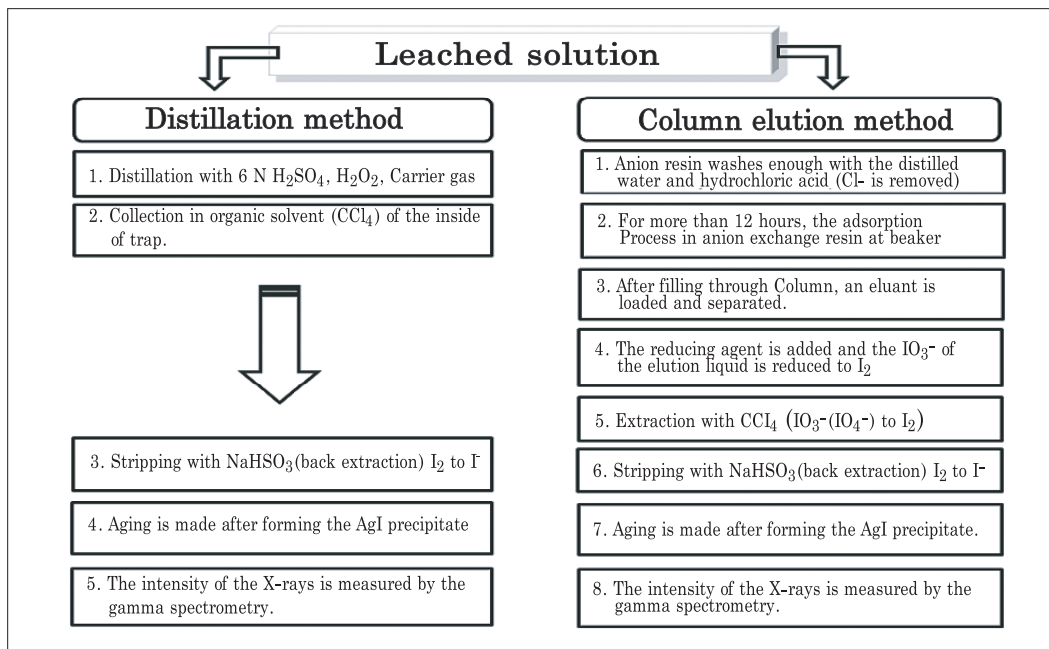 Leached solution
Distillation method
1. Distillation with 6 N H₂SO₄, H₂O₂, Carrier gas
2. Collection in organic solvent (CCl₄) of the inside
of trap.
3. Stripping with NaHSO₃(back extraction) I₂ to I⁻
4. Aging is made after forming the AgI precipitate
5. The intensity of the X-rays is measured by the
gamma spectrometry.
Column elution method
1. Anion resin washes enough with the distilled
water and hydrochloric acid (Cl- is removed)
2. For more than 12 hours, the adsorption
Process in anion exchange resin at beaker
3. After filling through Column, an eluant is
loaded and separated.
4. The reducing agent is added and the IO₃⁻ of
the elution liquid is reduced to I₂
5. Extraction with CCI₄ (IO₃⁻(IO₄⁻) to I₂)
6. Stripping with NaHSO₃(back extraction) I₂ to I⁻
7. Aging is made after forming the AgI precipitate.
8. The intensity of the X-rays is measured by the
gamma spectrometry.